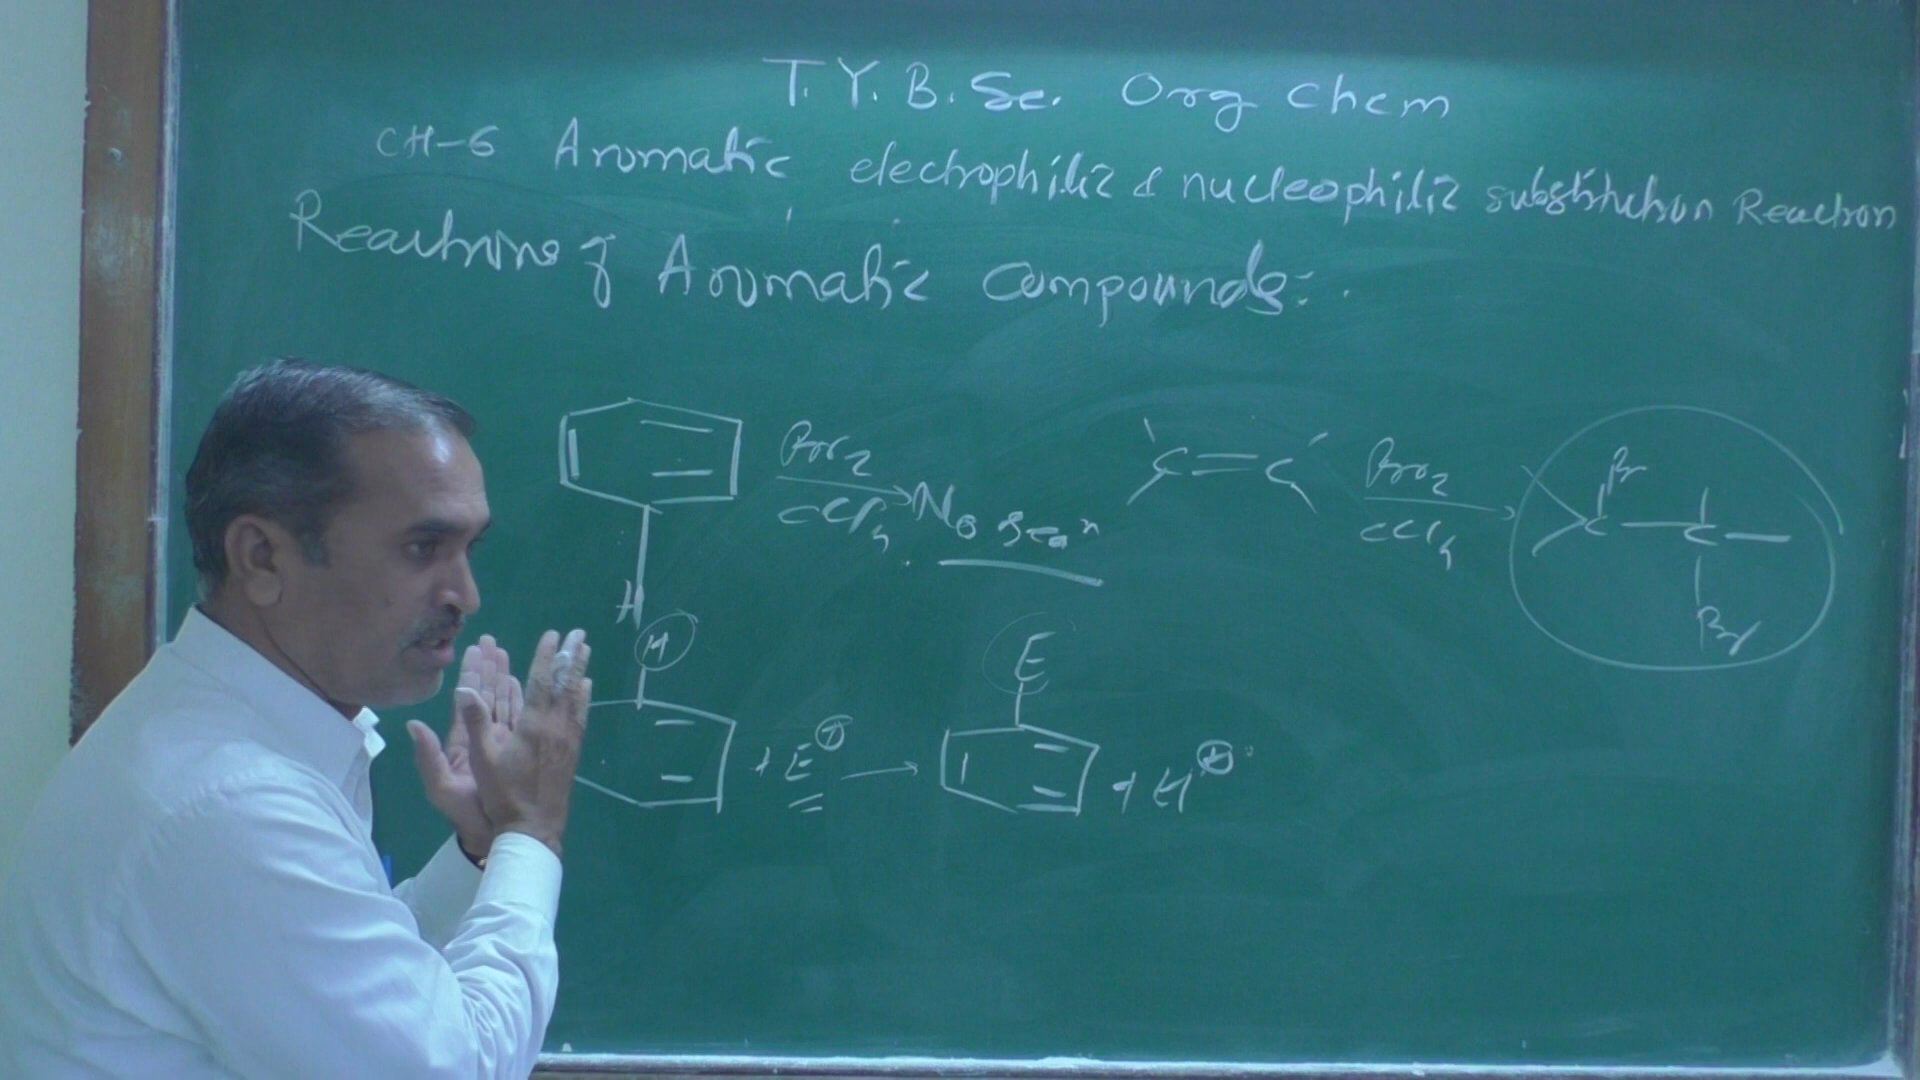 T.Y.B.Sc. Org chem
CH-6 Aromatic electrophilic & nucleophilic substitution Reaction
Reactions of Aromatic Compounds:
Br2
CCl4
No
C=C
Br2
CCl4
Br
C C
Br
H
H
+ E⊕
E
+ H⊕